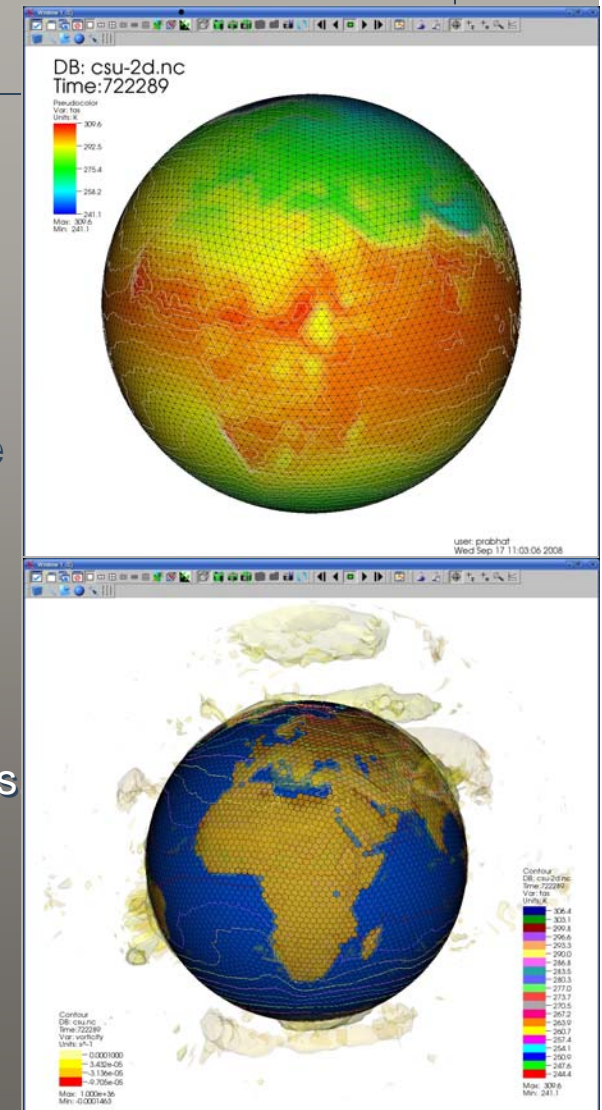 DB: csu-2d.nc
Time:722289
Pseudocolor
Var: tas
Units: K
309.6
292.5
275.4
258.2
241.1
Max: 309.6
Min: 241.1
user: prabhat
Wed Sep 17 11:03:06 2008
e
s
Contour
DB: csu-2d.nc
Time:722289
Var: tas
Units: K
306.4
303.1
299.8
296.6
293.3
290.0
286.8
283.5
280.3
277.0
273.7
270.5
267.2
263.9
260.7
257.4
254.1
250.9
247.6
244.4
Max: 309.6
Min: 241.1
Contour
DB: csu.nc
Time:722289
Var: vorticity
Units: s^-1
0.0001000
3.432e-05
-3.136e-05
-9.705e-05
Max: 1.000e+36
Min: -0.0001463